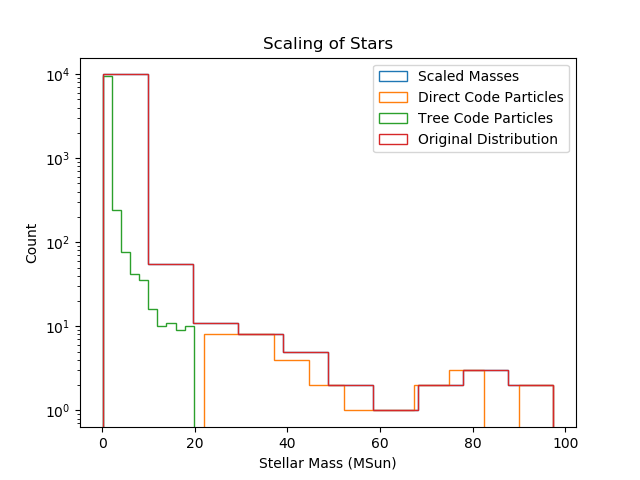 Scaling of Stars
Scaled Masses
Direct Code Particles
Tree Code Particles
Original Distribution
Count
10^4
10^3
10^2
10^1
10^0
0 20 40 60 80 100
Stellar Mass (MSun)